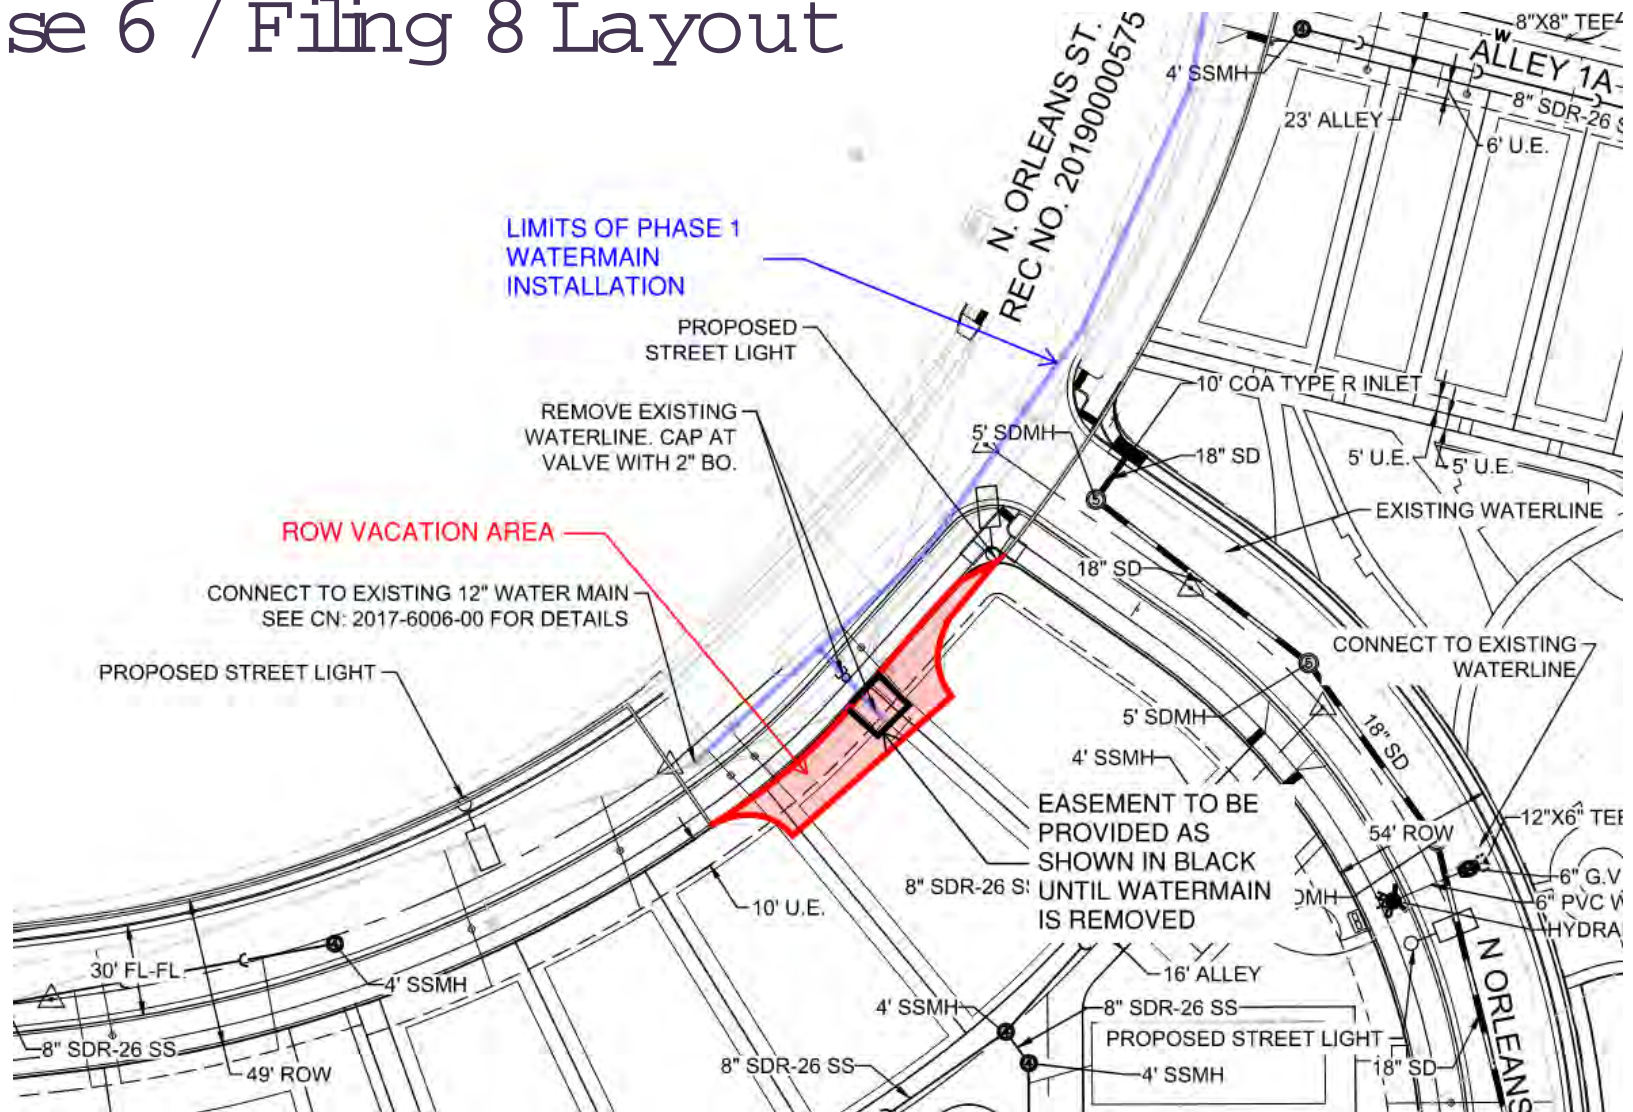 se 6 / Filing 8 Layout
8"X8" TEE
W
ALLEY 1A
4' SSMH
8" SDR-26 S
23' ALLEY
6' U.E.
N. ORLEANS ST.
REC NO. 20190000575
LIMITS OF PHASE 1
WATERMAIN
INSTALLATION
PROPOSED
STREET LIGHT
10' COA TYPE R INLET
REMOVE EXISTING
WATERLINE. CAP AT
VALVE WITH 2" BO.
5' SDMH
18" SD
5' U.E.
5' U.E.
EXISTING WATERLINE
ROW VACATION AREA
18" SD
CONNECT TO EXISTING 12" WATER MAIN
SEE CN: 2017-6006-00 FOR DETAILS
CONNECT TO EXISTING
WATERLINE
PROPOSED STREET LIGHT
5' SDMH
18" SD
4' SSMH
EASEMENT TO BE
PROVIDED AS
SHOWN IN BLACK
UNTIL WATERMAIN
IS REMOVED
12"X6" TEE
54' ROW
8" SDR-26 S
6" G.V
6" PVC W
HYDRA
10' U.E.
30' FL-FL
4' SSMH
16' ALLEY
N ORLEANS
4' SSMH
8" SDR-26 SS
PROPOSED STREET LIGHT
8" SDR-26 SS
49' ROW
8" SDR-26 SS
4' SSMH
18" SD